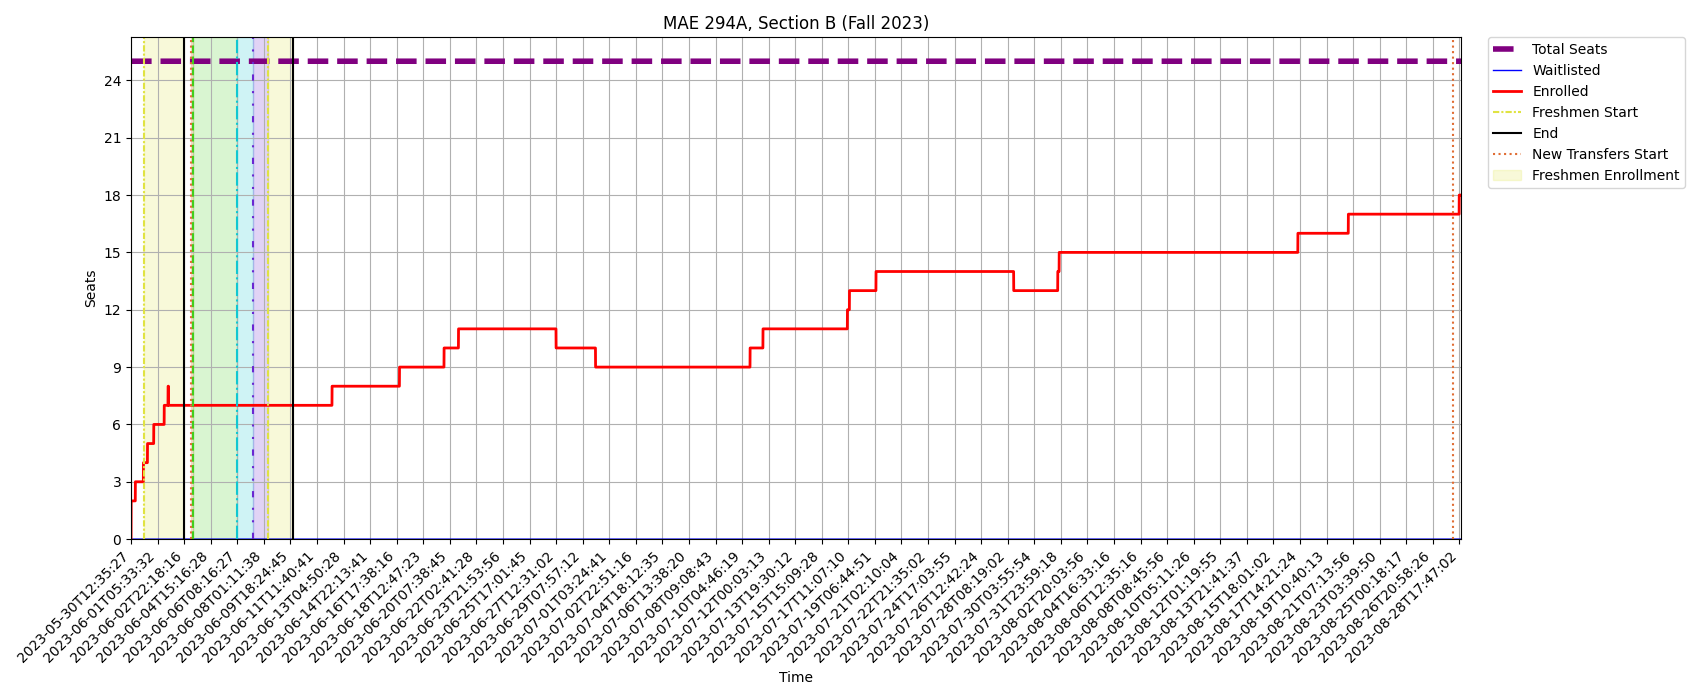 MAE 294A, Section B (Fall 2023)
Total Seats
Waitlisted
Enrolled
Freshmen Start
End
New Transfers Start
Freshmen Enrollment
Seats
24
21
18
15
12
9
6
3
0
2023-05-30T12:35:27
2023-06-01T05:33:32
2023-06-02T22:18:16
2023-06-04T15:16:28
2023-06-06T08:16:27
2023-06-08T01:11:38
2023-06-09T18:24:45
2023-06-11T11:40:41
2023-06-13T04:50:28
2023-06-14T22:13:41
2023-06-16T17:38:16
2023-06-18T12:47:23
2023-06-20T07:38:45
2023-06-22T02:41:28
2023-06-23T21:53:56
2023-06-25T17:01:45
2023-06-27T12:31:02
2023-06-29T07:57:12
2023-07-01T03:24:41
2023-07-02T22:51:16
2023-07-04T18:12:35
2023-07-06T13:38:20
2023-07-08T09:08:43
2023-07-10T04:46:19
2023-07-12T00:03:13
2023-07-13T19:30:12
2023-07-15T15:09:28
2023-07-17T11:07:10
2023-07-19T06:44:51
2023-07-21T02:10:04
2023-07-22T21:35:02
2023-07-24T17:03:55
2023-07-26T12:42:24
2023-07-28T08:19:02
2023-07-30T03:55:54
2023-07-31T23:59:18
2023-08-02T20:03:56
2023-08-04T16:33:16
2023-08-06T12:35:16
2023-08-08T08:45:56
2023-08-10T05:11:26
2023-08-12T01:19:55
2023-08-13T21:41:37
2023-08-15T18:01:02
2023-08-17T14:21:24
2023-08-19T10:40:13
2023-08-21T07:13:56
2023-08-23T03:39:50
2023-08-25T00:18:17
2023-08-26T20:58:26
2023-08-28T17:47:02
Time